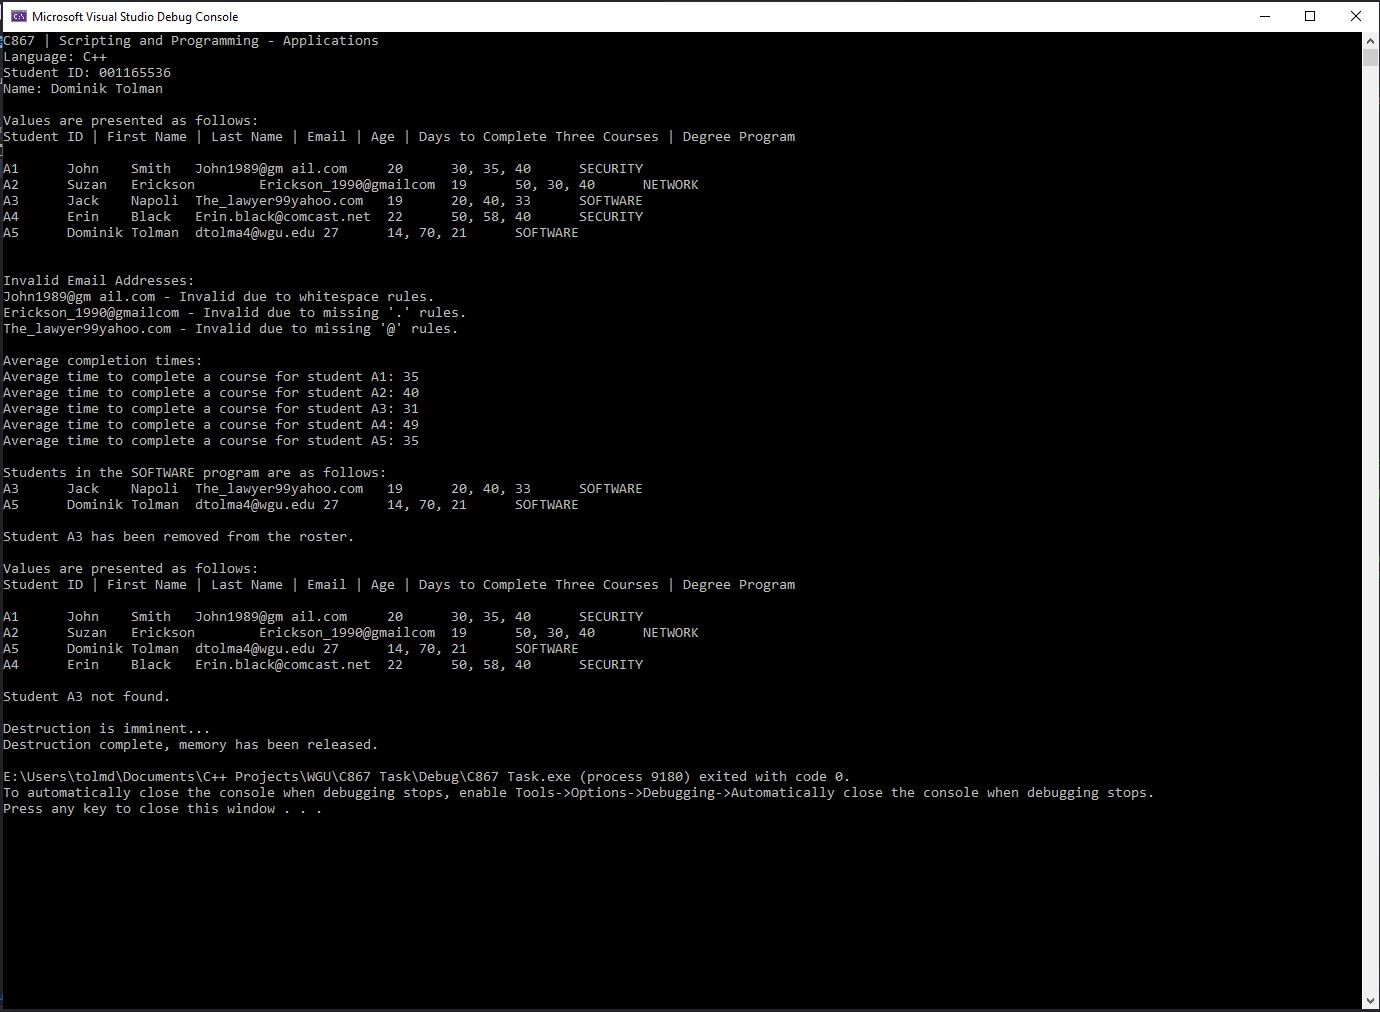 Microsoft Visual Studio Debug Console
C867 | Scripting and Programming - Applications
Language: C++
Student ID: 001165536
Name: Dominik Tolman
Values are presented as follows:
Student ID | First Name | Last Name | Email | Age | Days to Complete Three Courses | Degree Program
A1 John Smith John1989@gm ail.com 20 30, 35, 40 SECURITY
A2 Suzan Erickson Erickson_1990@gmailcom 19 50, 30, 40 NETWORK
A3 Jack Napoli The_lawyer99yahoo.com 19 20, 40, 33 SOFTWARE
A4 Erin Black Erin.black@comcast.net 22 50, 58, 40 SECURITY
A5 Dominik Tolman dtolma4@wgu.edu 27 14, 70, 21 SOFTWARE
Invalid Email Addresses:
John1989@gm ail.com - Invalid due to whitespace rules.
Erickson_1990@gmailcom - Invalid due to missing '.' rules.
The_lawyer99yahoo.com - Invalid due to missing '@' rules.
Average completion times:
Average time to complete a course for student A1: 35
Average time to complete a course for student A2: 40
Average time to complete a course for student A3: 31
Average time to complete a course for student A4: 49
Average time to complete a course for student A5: 35
Students in the SOFTWARE program are as follows:
A3 Jack Napoli The_lawyer99yahoo.com 19 20, 40, 33 SOFTWARE
A5 Dominik Tolman dtolma4@wgu.edu 27 14, 70, 21 SOFTWARE
Student A3 has been removed from the roster.
Values are presented as follows:
Student ID | First Name | Last Name | Email | Age | Days to Complete Three Courses | Degree Program
A1 John Smith John1989@gm ail.com 20 30, 35, 40 SECURITY
A2 Suzan Erickson Erickson_1990@gmailcom 19 50, 30, 40 NETWORK
A5 Dominik Tolman dtolma4@wgu.edu 27 14, 70, 21 SOFTWARE
A4 Erin Black Erin.black@comcast.net 22 50, 58, 40 SECURITY
Student A3 not found.
Destruction is imminent...
Destruction complete, memory has been released.
E:\Users\tolmd\Documents\C++ Projects\WGU\C867 Task\Debug\C867 Task.exe (process 9180) exited with code 0.
To automatically close the console when debugging stops, enable Tools->Options->Debugging->Automatically close the console when debugging stops.
Press any key to close this window . . .